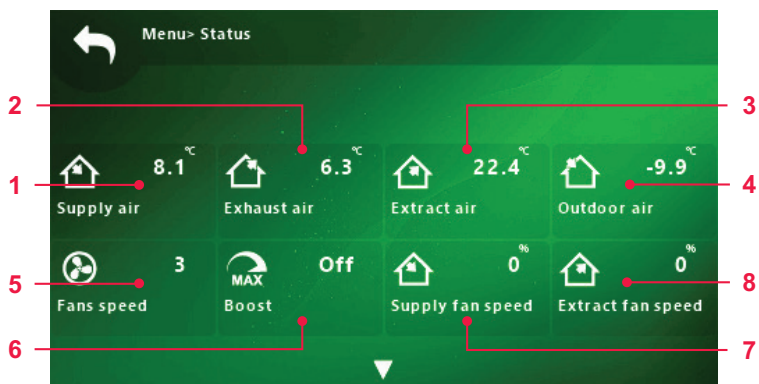 Menu> Status
2
3
8.1 °C
6.3 °C
22.4 °C
-9.9 °C
1
4
Supply air
Exhaust air
Extract air
Outdoor air
3
Off
0 %
0 %
MAX
5
8
Fans speed
Boost
Supply fan speed
Extract fan speed
6
7